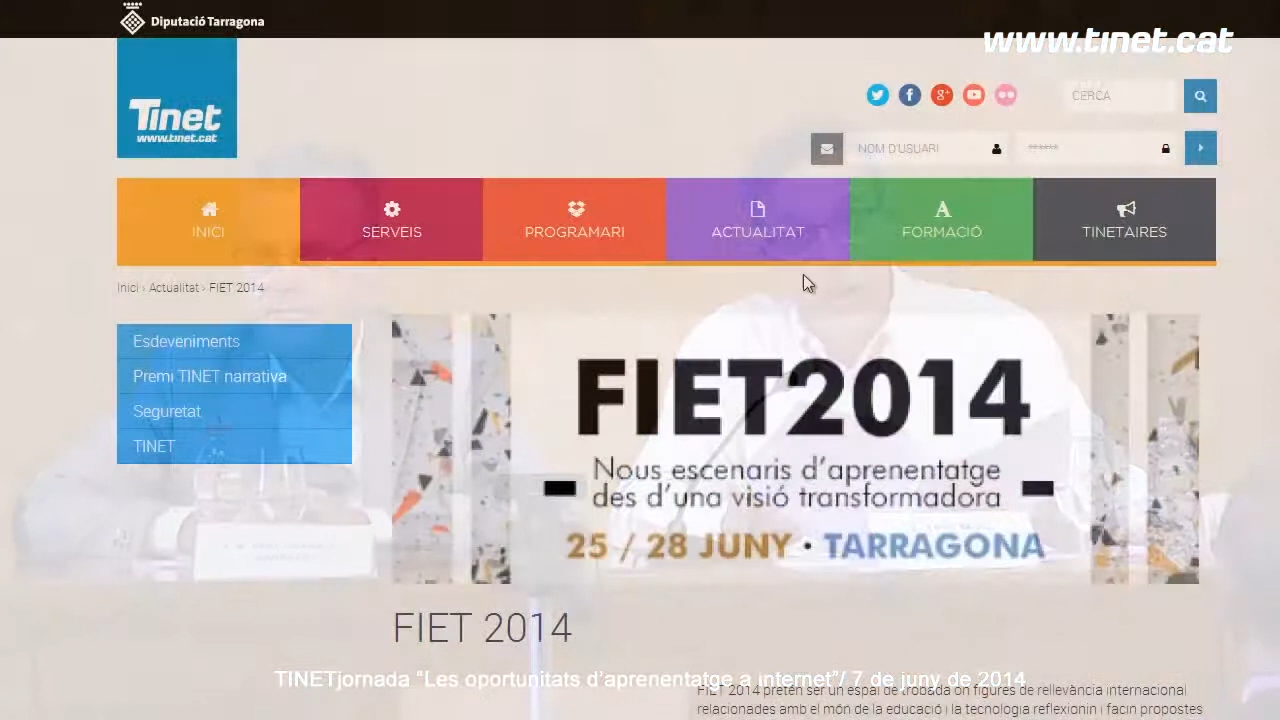 Diputació Tarragona
www.tinet.cat
Tinet
www.tinet.cat
CERCA
NOM D'USUARI
INICI
SERVEIS
PROGRAMARI
ACTUALITAT
FORMACIÓ
TINETAIRES
Inici › Actualitat › FIET 2014
Esdeveniments
Premi TINET narrativa
Seguretat
TINET
FIET2014
Nous escenaris d'aprenentatge
des d'una visió transformadora
25 / 28 JUNY · TARRAGONA
FIET 2014
TINETjornada “Les oportunitats d’aprenentatge a internet”/ 7 de juny de 2014
FIET 2014 pretén ser un espai de trobada on figures de rellevància internacional
relacionades amb el món de la educació i la tecnologia reflexionin i facin propostes